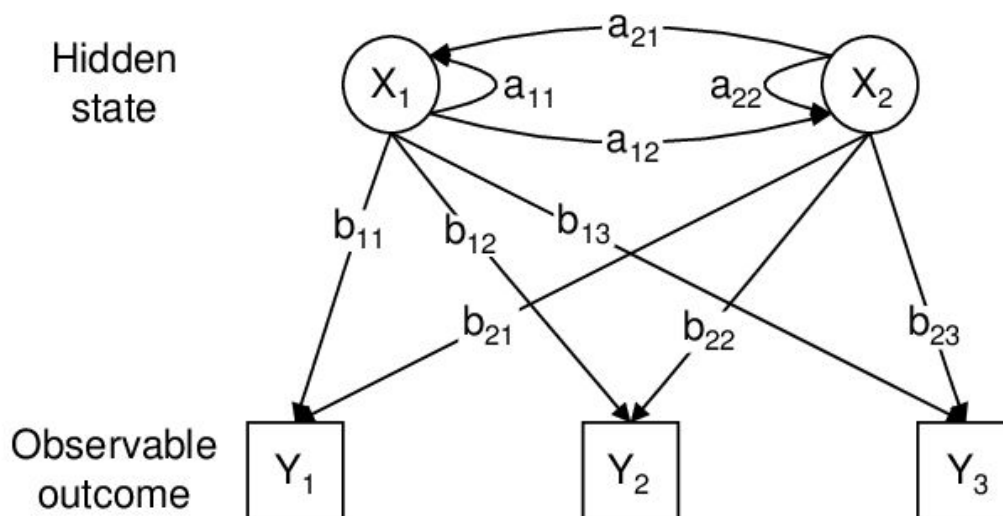 Hidden
state
X₁
X₂
a₂₁
a₁₁
a₂₂
a₁₂
b₁₁
b₁₂
b₁₃
b₂₁
b₂₂
b₂₃
Observable
outcome
Y₁
Y₂
Y₃